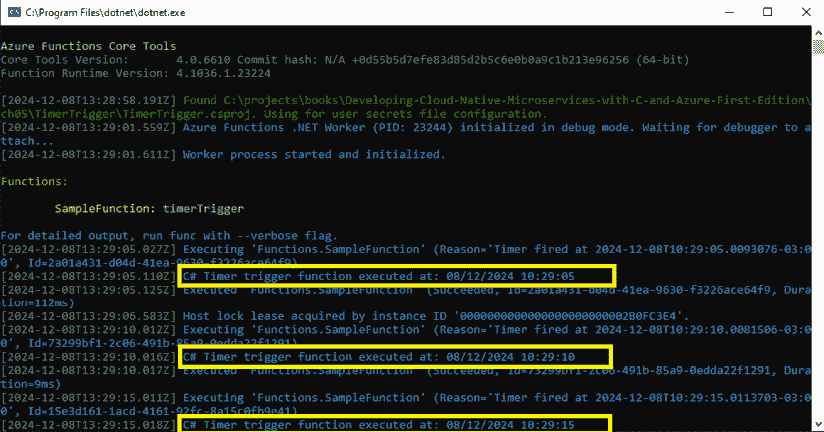 C:\Program Files\dotnet\dotnet.exe
Azure Functions Core Tools
Core Tools Version:       4.0.6610 Commit hash: N/A +0d55b5d7efe83d85d2b5c6e0b0a9c1b213e96256 (64-bit)
Function Runtime Version: 4.1036.1.23224
[2024-12-08T13:28:58.191Z] Found C:\projects\books\Developing-Cloud-Native-Microservices-with-C-and-Azure-First-Edition\
ch05\TimerTrigger\TimerTrigger.csproj. Using for user secrets file configuration.
[2024-12-08T13:29:01.559Z] Azure Functions .NET Worker (PID: 23244) initialized in debug mode. Waiting for debugger to a
ttach...
[2024-12-08T13:29:01.611Z] Worker process started and initialized.
Functions:
SampleFunction: timerTrigger
For detailed output, run func with --verbose flag.
[2024-12-08T13:29:05.027Z] Executing 'Functions.SampleFunction' (Reason='Timer fired at 2024-12-08T10:29:05.0093076-03:0
0', Id=2a01a431-d04d-41ea-9630-f3226ace64f9)
[2024-12-08T13:29:05.110Z] C# Timer trigger function executed at: 08/12/2024 10:29:05
[2024-12-08T13:29:05.125Z] Executed 'Functions.SampleFunction' (Succeeded, Id=2a01a431-d04d-41ea-9630-f3226ace64f9, Dura
tion=112ms)
[2024-12-08T13:29:06.583Z] Host lock lease acquired by instance ID '0000000000000000000000002B0FC3E4'.
[2024-12-08T13:29:10.012Z] Executing 'Functions.SampleFunction' (Reason='Timer fired at 2024-12-08T10:29:10.0081506-03:0
0', Id=73299bf1-2c06-491b-85a9-0edda22f1291)
[2024-12-08T13:29:10.016Z] C# Timer trigger function executed at: 08/12/2024 10:29:10
[2024-12-08T13:29:10.017Z] Executed 'Functions.SampleFunction' (Succeeded, Id=73299bf1-2c06-491b-85a9-0edda22f1291, Dura
tion=9ms)
[2024-12-08T13:29:15.011Z] Executing 'Functions.SampleFunction' (Reason='Timer fired at 2024-12-08T10:29:15.0113703-03:0
0', Id=15e3d161-1acd-4161-92fc-8a15c0fb9e41)
[2024-12-08T13:29:15.018Z] C# Timer trigger function executed at: 08/12/2024 10:29:15